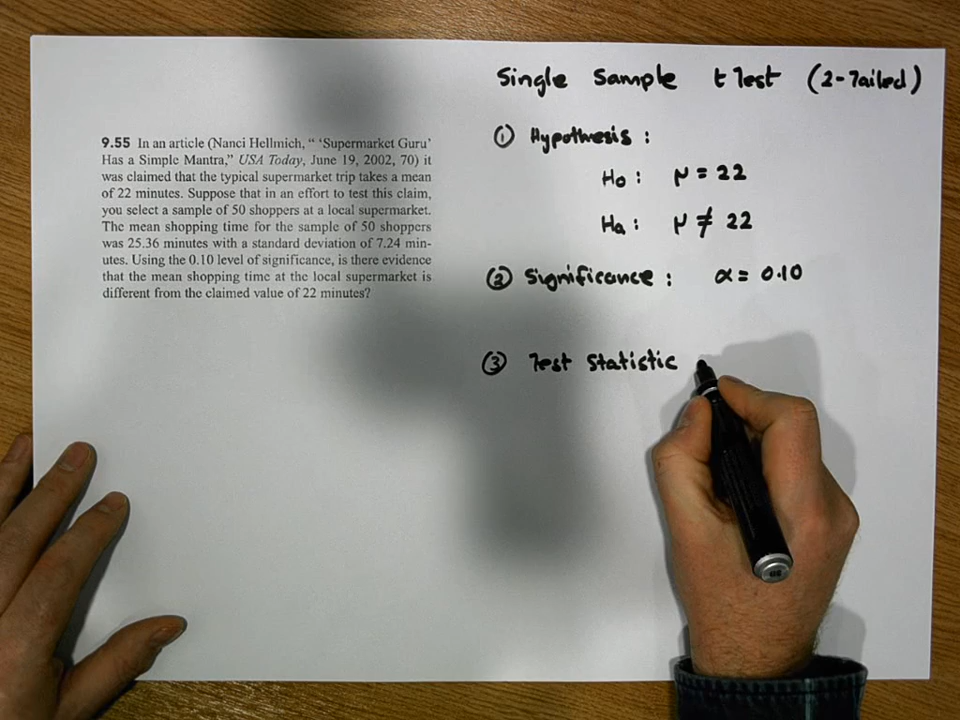 9.55 In an article (Nanci Hellmich, “ ‘Supermarket Guru’
Has a Simple Mantra,” USA Today, June 19, 2002, 70) it
was claimed that the typical supermarket trip takes a mean
of 22 minutes. Suppose that in an effort to test this claim,
you select a sample of 50 shoppers at a local supermarket.
The mean shopping time for the sample of 50 shoppers
was 25.36 minutes with a standard deviation of 7.24 min-
utes. Using the 0.10 level of significance, is there evidence
that the mean shopping time at the local supermarket is
different from the claimed value of 22 minutes?
Single Sample t Test (2-Tailed)
① Hypothesis :
Ho : μ = 22
Ha : μ ≠ 22
② Significance : α = 0.10
③ Test Statistic